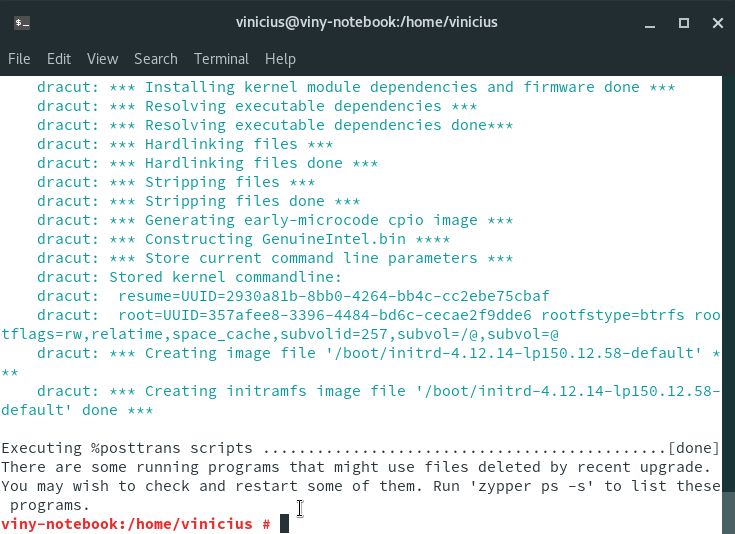 vinicius@viny-notebook:/home/vinicius
File Edit View Search Terminal Help
dracut: *** Installing kernel module dependencies and firmware done ***
dracut: *** Resolving executable dependencies ***
dracut: *** Resolving executable dependencies done***
dracut: *** Hardlinking files ***
dracut: *** Hardlinking files done ***
dracut: *** Stripping files ***
dracut: *** Stripping files done ***
dracut: *** Generating early-microcode cpio image ***
dracut: *** Constructing GenuineIntel.bin ****
dracut: *** Store current command line parameters ***
dracut: Stored kernel commandline:
dracut:  resume=UUID=2930a81b-8bb0-4264-bb4c-cc2ebe75cbaf
dracut:  root=UUID=357afee8-3396-4484-bd6c-cecae2f9dde6 rootfstype=btrfs roo
tflags=rw,relatime,space_cache,subvolid=257,subvol=/@,subvol=@
dracut: *** Creating image file '/boot/initrd-4.12.14-lp150.12.58-default' *
**
dracut: *** Creating initramfs image file '/boot/initrd-4.12.14-lp150.12.58-
default' done ***
Executing %posttrans scripts .............................................[done]
There are some running programs that might use files deleted by recent upgrade.
You may wish to check and restart some of them. Run 'zypper ps -s' to list these
programs.
viny-notebook:/home/vinicius #